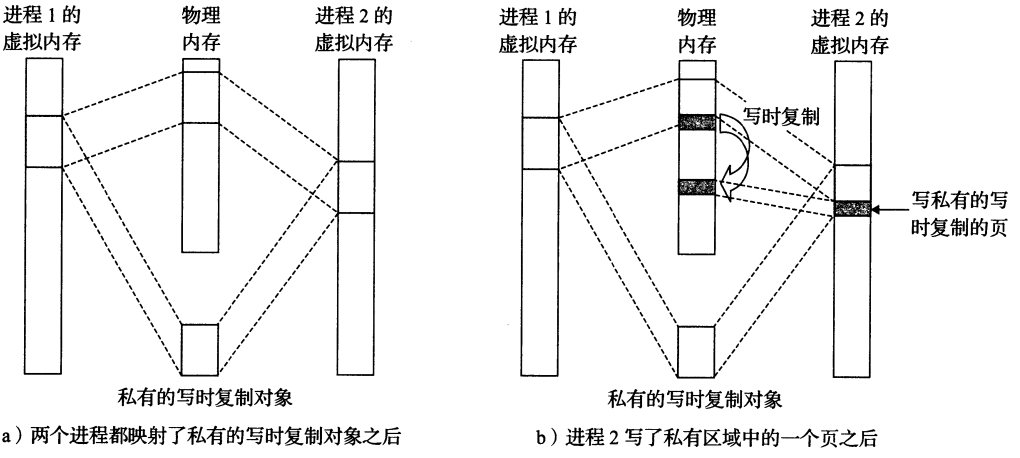 进程 1 的
虚拟内存
物理
内存
进程 2 的
虚拟内存
私有的写时复制对象
a）两个进程都映射了私有的写时复制对象之后
进程 1 的
虚拟内存
物理
内存
进程 2 的
虚拟内存
写时复制
写私有的写
时复制的页
私有的写时复制对象
b）进程 2 写了私有区域中的一个页之后